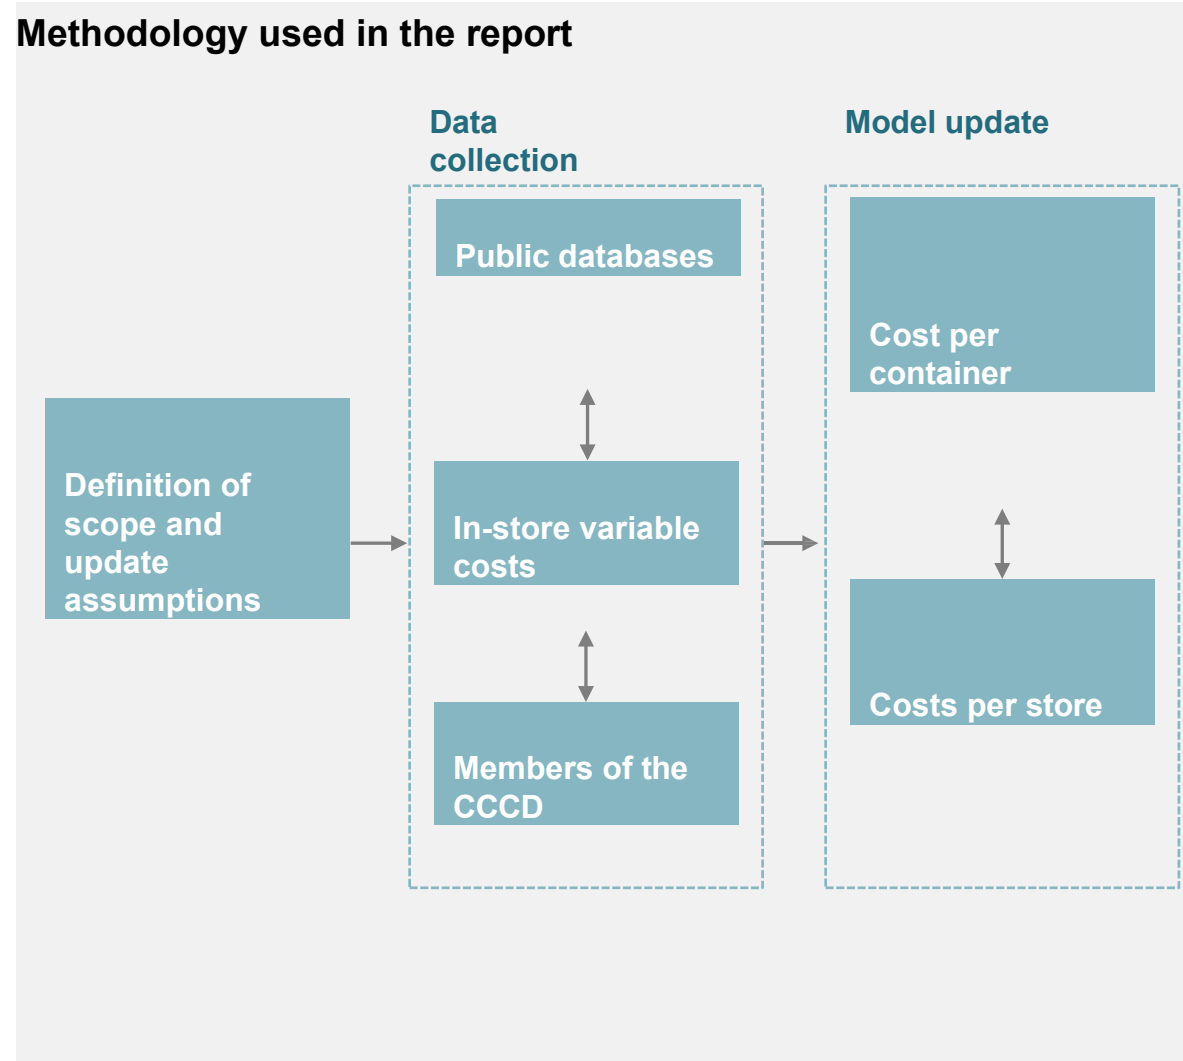 Methodology used in the report
Definition of
scope and
update
assumptions
Data
collection
Public databases
In-store variable
costs
Members of the
CCCD
Model update
Cost per
container
Costs per store